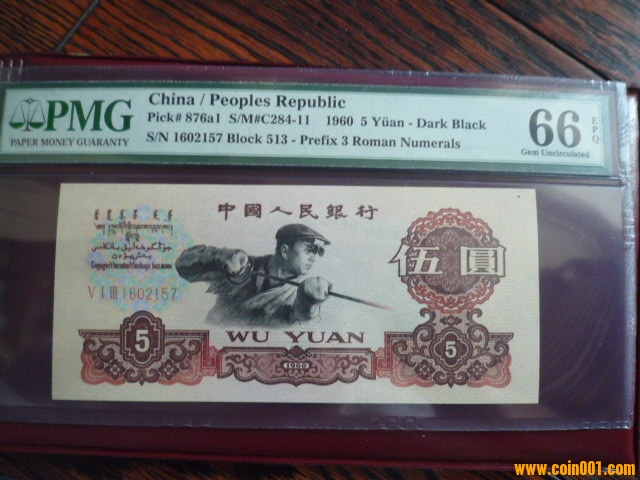 PMG
PAPER MONEY GUARANTY
China / Peoples Republic
Pick# 876a1 S/M#C284-11 1960 5 Yüan - Dark Black
S/N 1602157 Block 513 - Prefix 3 Roman Numerals
66 EPQ
Gem Uncirculated
中國人民銀行
伍圓
V I III 1602157
5
WU YUAN
1960
5
www.coin001.com